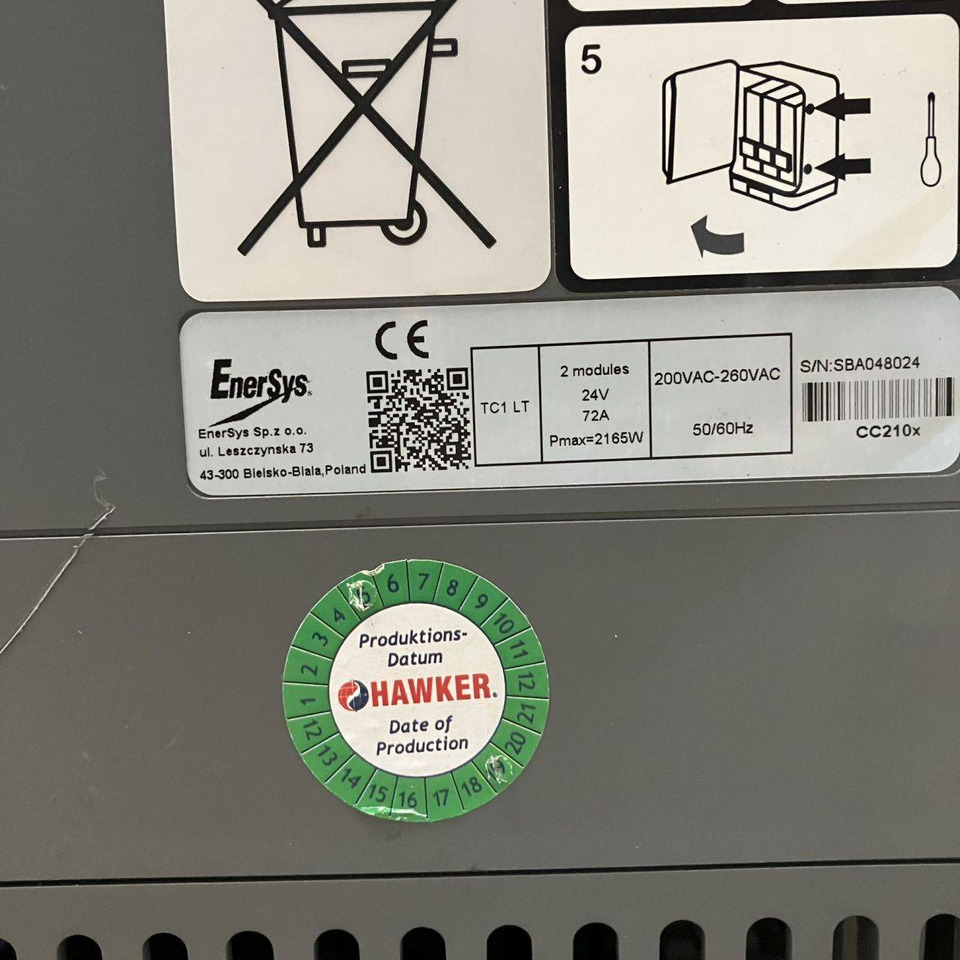 5
CE
EnerSys
EnerSys Sp.z o.o.
ul. Leszczynska 73
43-300 Bielsko-Biala,Poland
TC1 LT
2 modules
24V
72A
Pmax=2165W
200VAC-260VAC
50/60Hz
S/N:SBA048024
CC210x
1 2 3 4 5 6 7 8 9 10 11 12
12 13 14 15 16 17 18 19 20 21
Produktions-
Datum
HAWKER.
Date of
Production